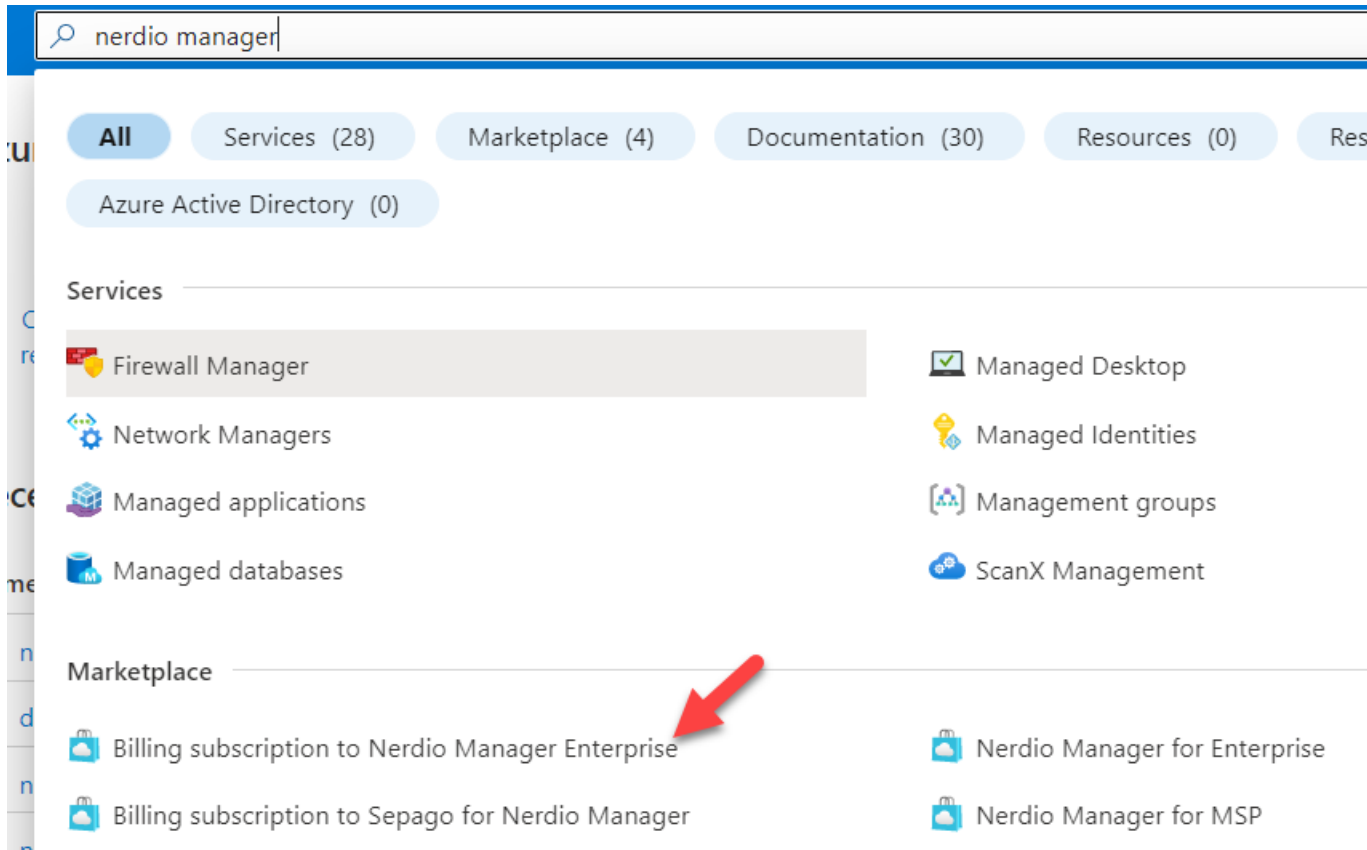 nerdio manager
All
Services (28)
Marketplace (4)
Documentation (30)
Resources (0)
Res
Azure Active Directory (0)
Services
Firewall Manager
Managed Desktop
Network Managers
Managed Identities
Managed applications
Management groups
Managed databases
ScanX Management
Marketplace
Billing subscription to Nerdio Manager Enterprise
Nerdio Manager for Enterprise
Billing subscription to Sepago for Nerdio Manager
Nerdio Manager for MSP